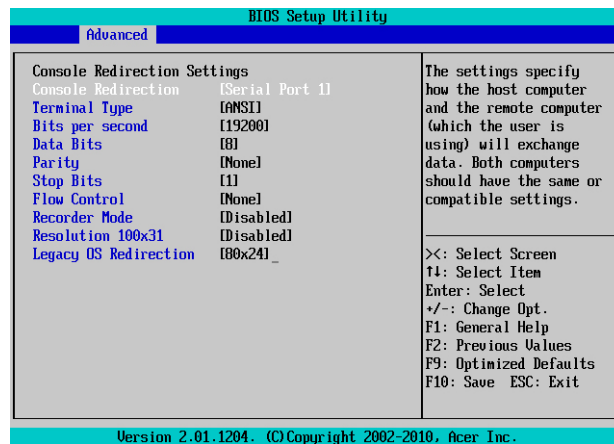 BIOS Setup Utility
Advanced
Console Redirection Settings
Console Redirection [Serial Port 1]
Terminal Type [ANSI]
Bits per second [19200]
Data Bits [8]
Parity [None]
Stop Bits [1]
Flow Control [None]
Recorder Mode [Disabled]
Resolution 100x31 [Disabled]
Legacy OS Redirection [80x24]_
The settings specify
how the host computer
and the remote computer
(which the user is
using) will exchange
data. Both computers
should have the same or
compatible settings.
><: Select Screen
↑↓: Select Item
Enter: Select
+/-: Change Opt.
F1: General Help
F2: Previous Values
F9: Optimized Defaults
F10: Save ESC: Exit
Version 2.01.1204. (C)Copyright 2002-2010, Acer Inc.